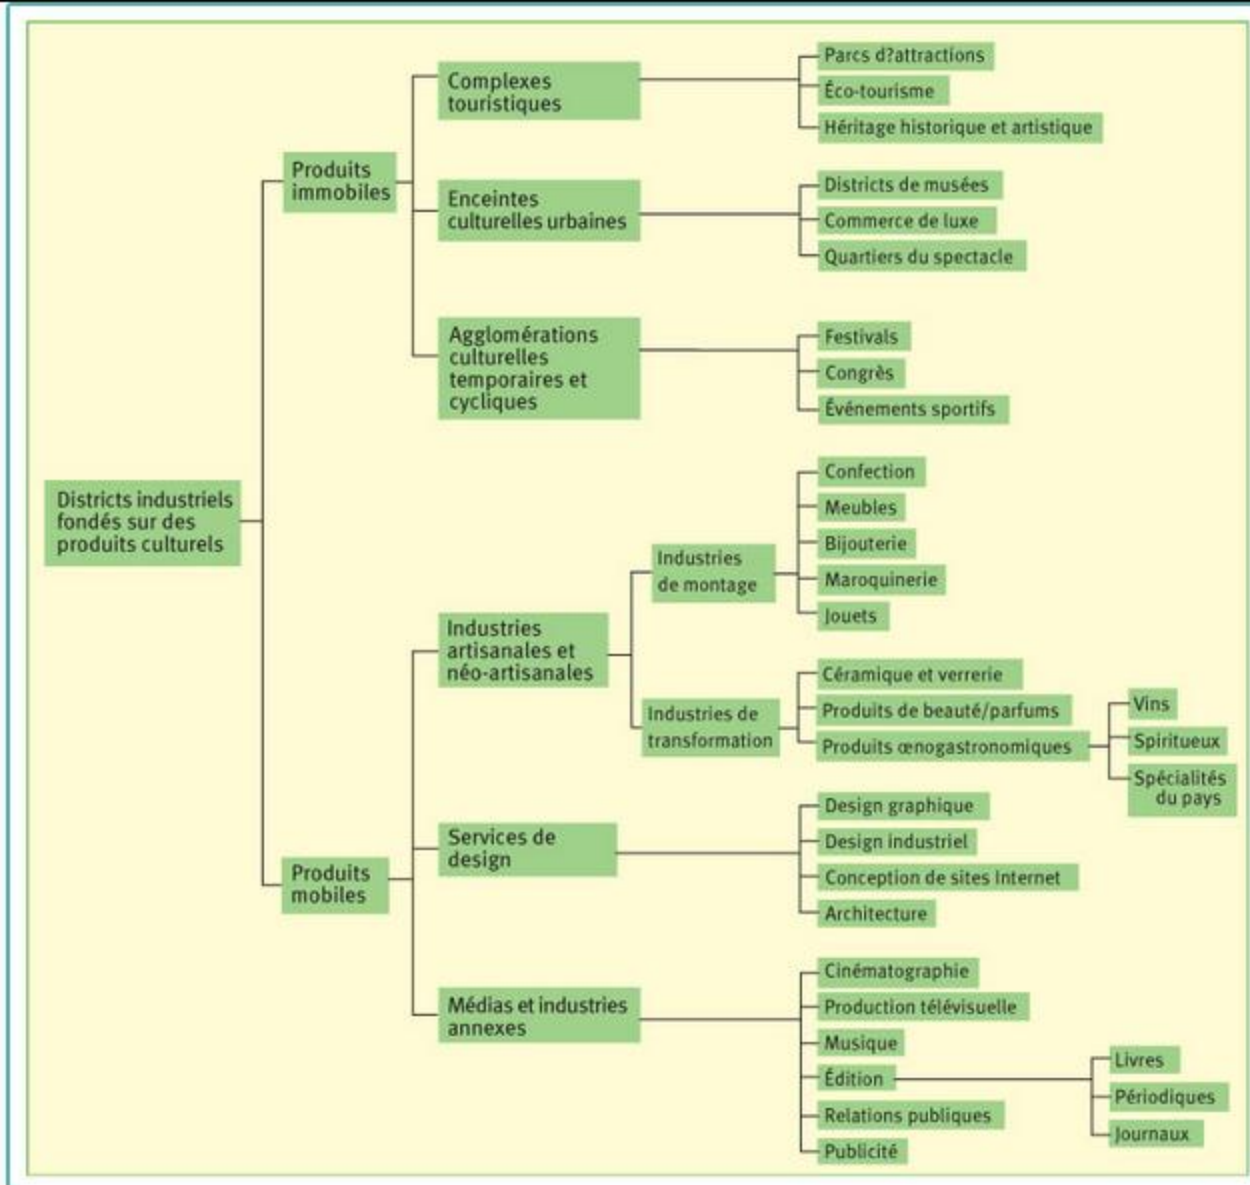 Districts industriels
fondés sur des
produits culturels
Produits
immobiles
Complexes
touristiques
Parcs d?attractions
Éco-tourisme
Héritage historique et artistique
Enceintes
culturelles urbaines
Districts de musées
Commerce de luxe
Quartiers du spectacle
Agglomérations
culturelles
temporaires et
cycliques
Festivals
Congrès
Événements sportifs
Produits
mobiles
Industries
artisanales et
néo-artisanales
Industries
de montage
Confection
Meubles
Bijouterie
Maroquinerie
Jouets
Industries de
transformation
Céramique et verrerie
Produits de beauté/parfums
Produits œnogastronomiques
Vins
Spiritueux
Spécialités
du pays
Services de
design
Design graphique
Design industriel
Conception de sites Internet
Architecture
Médias et industries
annexes
Cinématographie
Production télévisuelle
Musique
Édition
Livres
Périodiques
Journaux
Relations publiques
Publicité